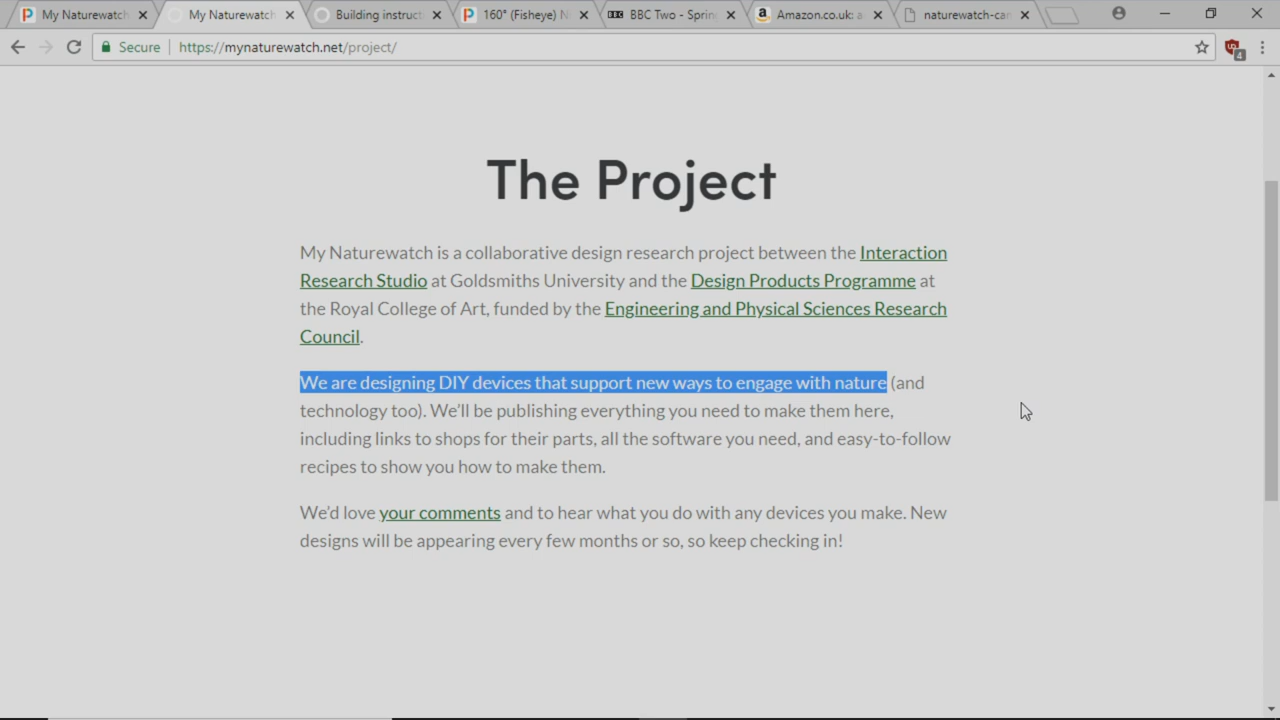 My Naturewatch
My Naturewatch
Building instruct
160° (Fisheye) N
BBC Two - Sprin
Amazon.co.uk: a
naturewatch-can
Secure
https://mynaturewatch.net/project/
4
The Project
My Naturewatch is a collaborative design research project between the Interaction
Research Studio at Goldsmiths University and the Design Products Programme at
the Royal College of Art, funded by the Engineering and Physical Sciences Research
Council.
We are designing DIY devices that support new ways to engage with nature (and
technology too). We’ll be publishing everything you need to make them here,
including links to shops for their parts, all the software you need, and easy-to-follow
recipes to show you how to make them.
We’d love your comments and to hear what you do with any devices you make. New
designs will be appearing every few months or so, so keep checking in!